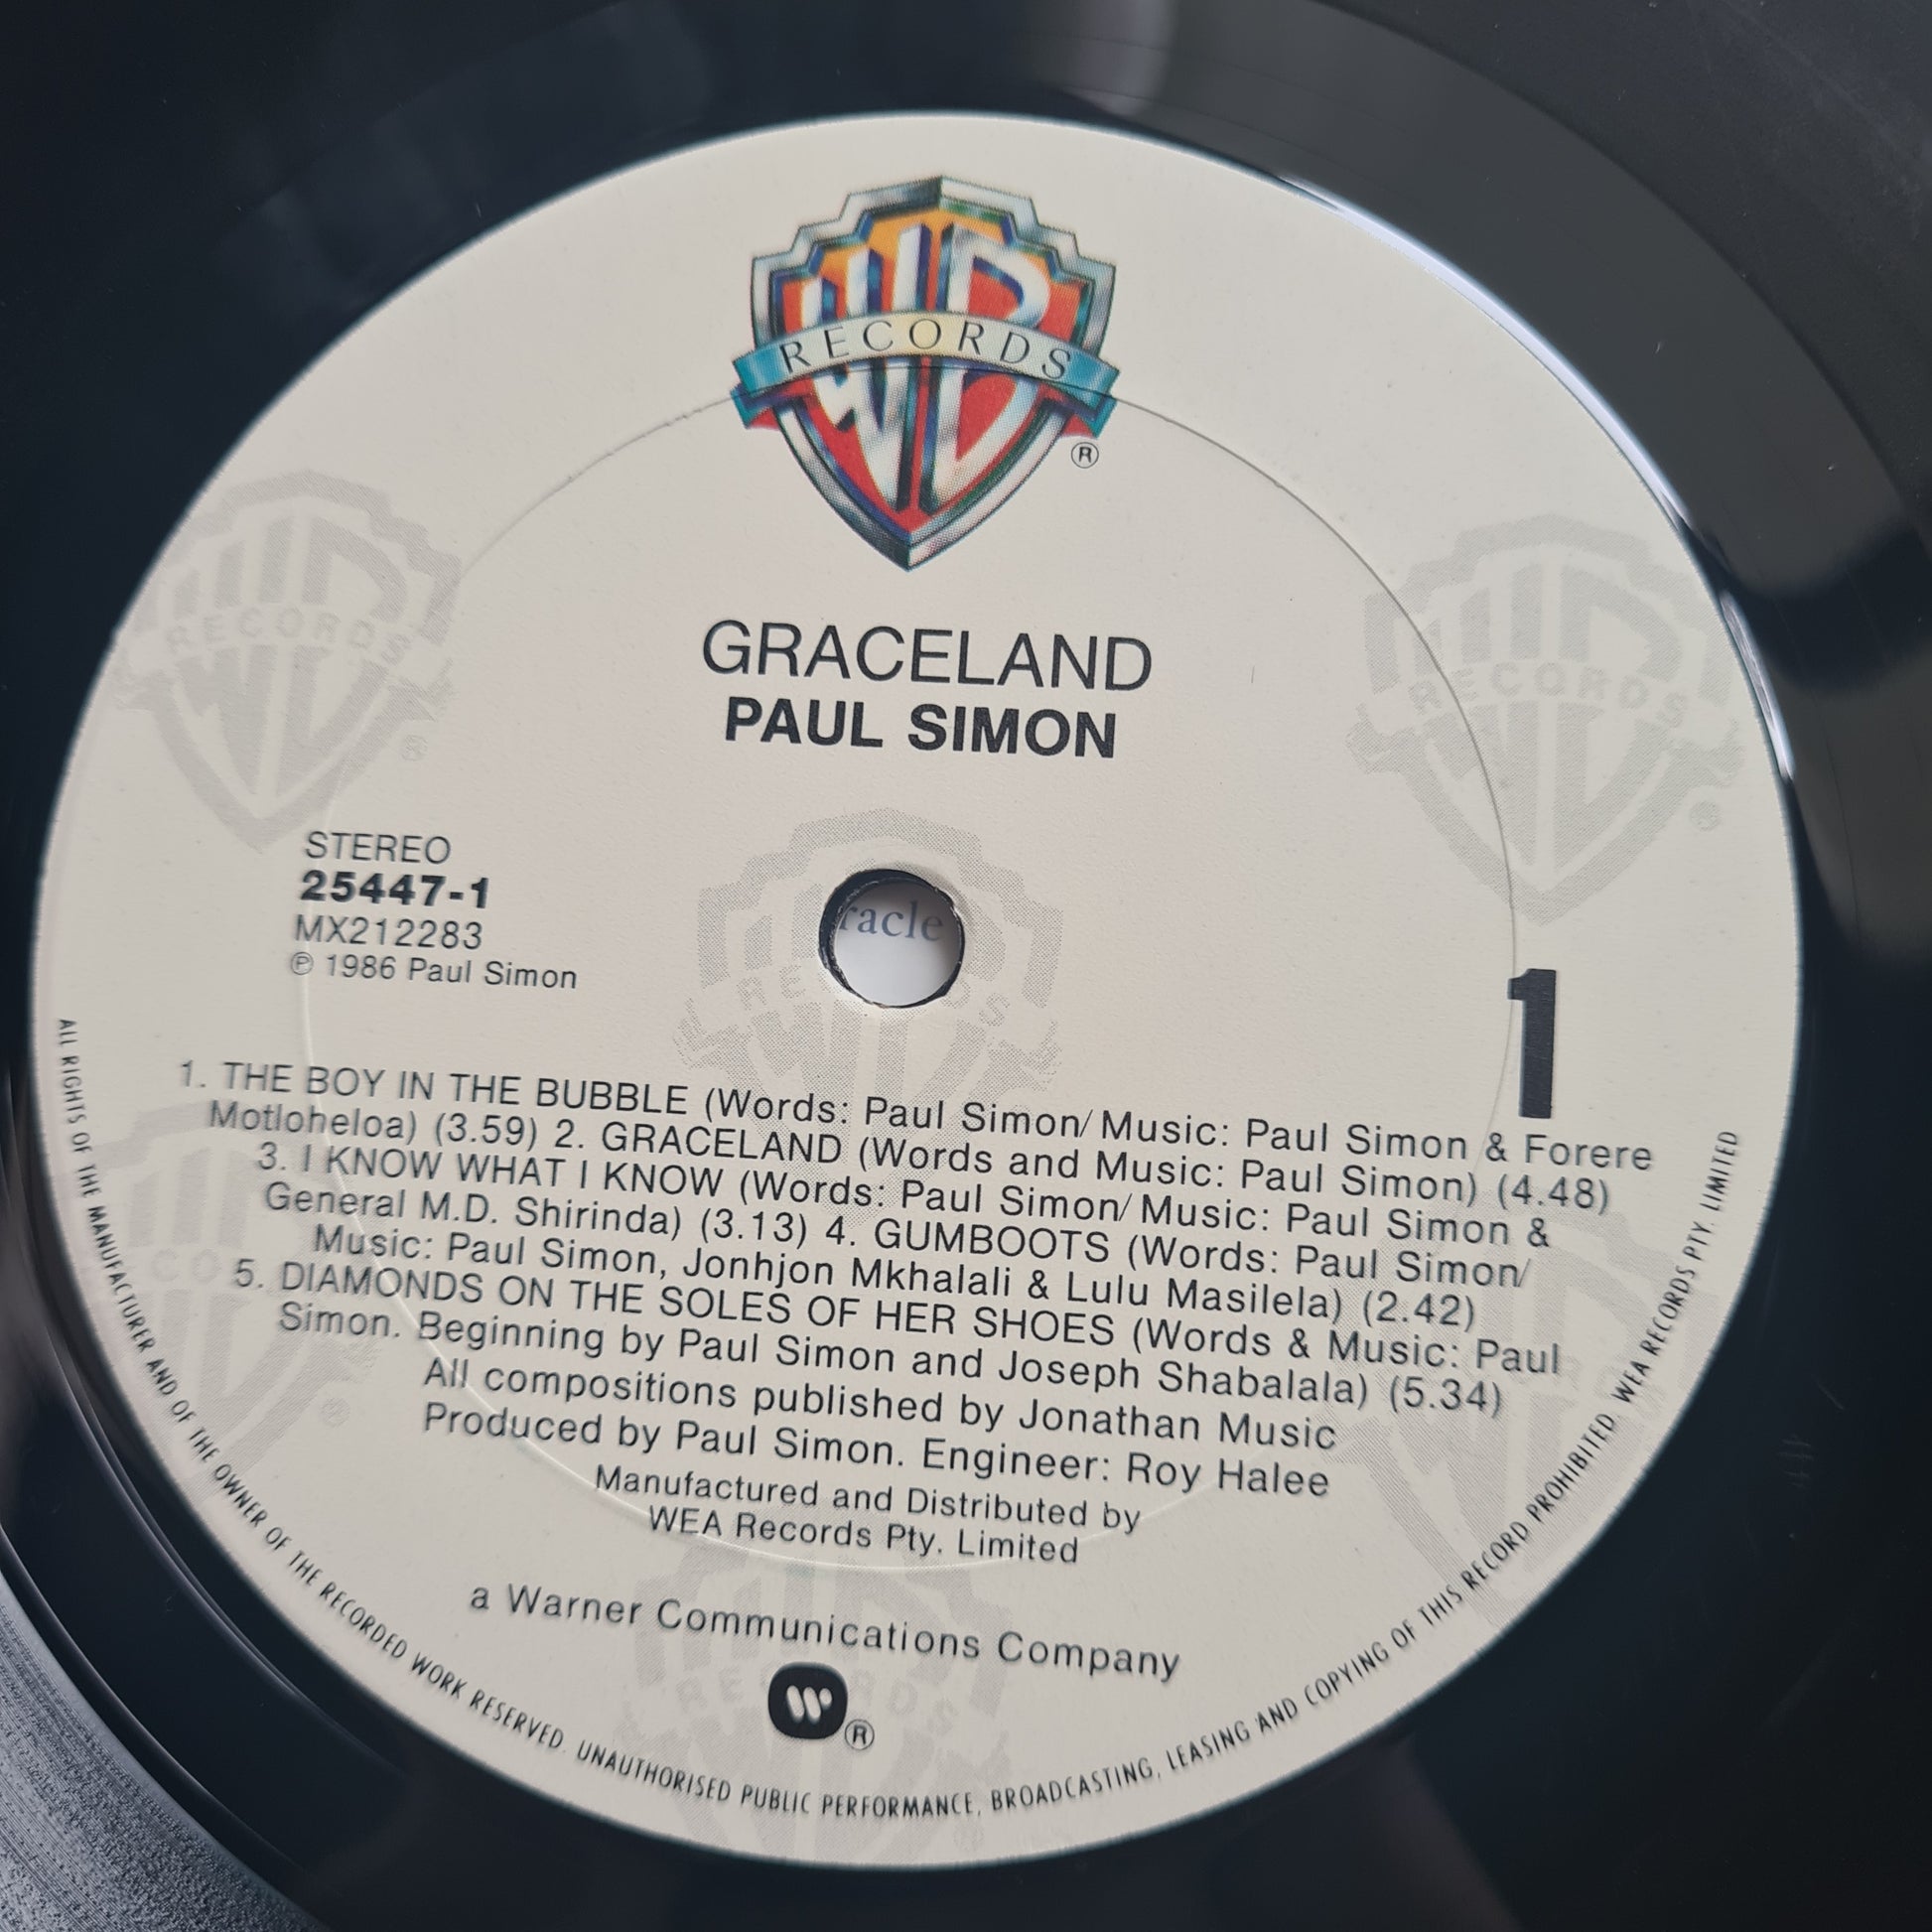 RECORDS
®
GRACELAND
PAUL SIMON
STEREO
25447-1
MX212283
℗ 1986 Paul Simon
racle
1
1. THE BOY IN THE BUBBLE (Words: Paul Simon/Music: Paul Simon & Forere
Motloheloa) (3.59) 2. GRACELAND (Words and Music: Paul Simon) (4.48)
3. I KNOW WHAT I KNOW (Words: Paul Simon/Music: Paul Simon &
General M.D. Shirinda) (3.13) 4. GUMBOOTS (Words: Paul Simon/
Music: Paul Simon, Jonhjon Mkhalali & Lulu Masilela) (2.42)
5. DIAMONDS ON THE SOLES OF HER SHOES (Words & Music: Paul
Simon. Beginning by Paul Simon and Joseph Shabalala) (5.34)
All compositions published by Jonathan Music
Produced by Paul Simon. Engineer: Roy Halee
Manufactured and Distributed by
WEA Records Pty. Limited
a Warner Communications Company
®
ALL RIGHTS OF THE MANUFACTURER AND OF THE OWNER OF THE RECORDED WORK RESERVED. UNAUTHORISED PUBLIC PERFORMANCE, BROADCASTING, LEASING AND COPYING OF THIS RECORD PROHIBITED. WEA RECORDS PTY. LIMITED